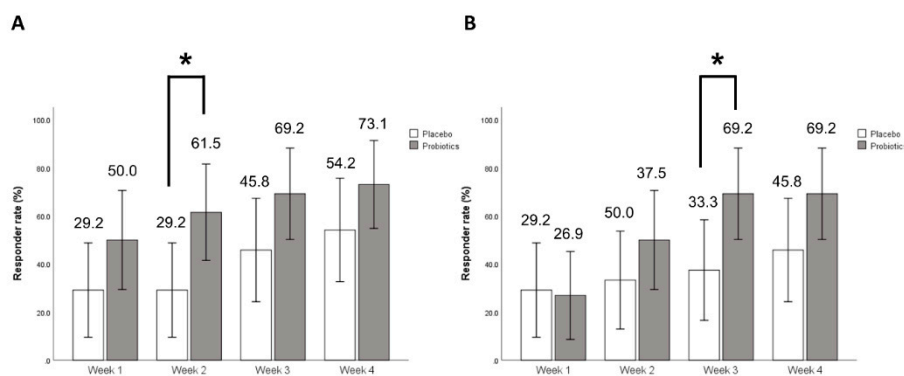 A
*
Responder rate (%)
100.0
80.0
60.0
40.0
20.0
.0
29.2
50.0
29.2
61.5
45.8
69.2
54.2
73.1
Week 1
Week 2
Week 3
Week 4
Placebo
Probiotics
B
*
Responder rate (%)
100.0
80.0
60.0
40.0
20.0
.0
29.2
26.9
50.0
37.5
33.3
69.2
45.8
69.2
Week 1
Week 2
Week 3
Week 4
Placebo
Probiotics